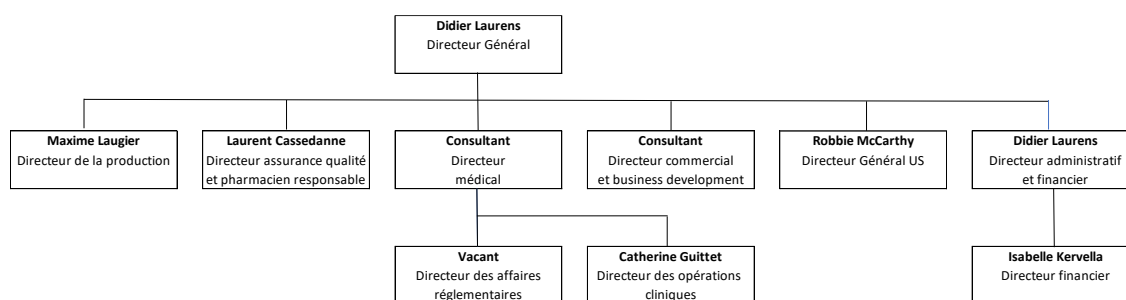 Didier Laurens
Directeur Général
Maxime Laugier
Directeur de la production
Laurent Cassedanne
Directeur assurance qualité
et pharmacien responsable
Consultant
Directeur
médical
Consultant
Directeur commercial
et business development
Robbie McCarthy
Directeur Général US
Didier Laurens
Directeur administratif
et financier
Vacant
Directeur des affaires
réglementaires
Catherine Guittet
Directeur des opérations
cliniques
Isabelle Kervella
Directeur financier